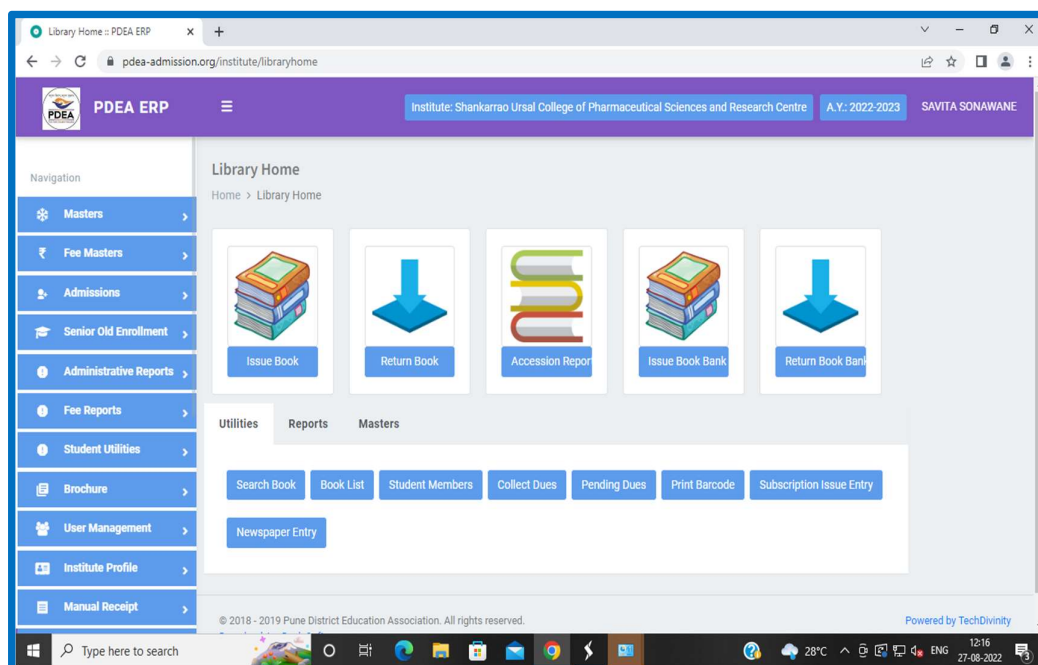 Library Home :: PDEA ERP
pdea-admission.org/institute/libraryhome
PDEA
PDEA ERP
Institute: Shankarrao Ursal College of Pharmaceutical Sciences and Research Centre
A.Y.: 2022-2023
SAVITA SONAWANE
Navigation
Masters
Fee Masters
Admissions
Senior Old Enrollment
Administrative Reports
Fee Reports
Student Utilities
Brochure
User Management
Institute Profile
Manual Receipt
Library Home
Home > Library Home
Issue Book
Return Book
Accession Repor
Issue Book Bank
Return Book Bank
Utilities
Reports
Masters
Search Book
Book List
Student Members
Collect Dues
Pending Dues
Print Barcode
Subscription Issue Entry
Newspaper Entry
© 2018 - 2019 Pune District Education Association. All rights reserved.
Powered by TechDivinity
Type here to search
28°C
ENG
12:16
27-08-2022
3